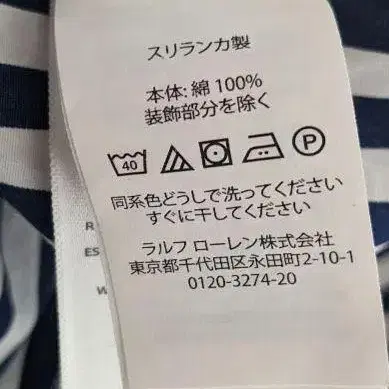 スリランカ製
本体: 綿 100%
装飾部分を除く
40
P
同系色どうしで洗ってください
すぐに干してください
ラルフ ローレン株式会社
東京都千代田区永田町2-10-1
0120-3274-20
R
ES
W